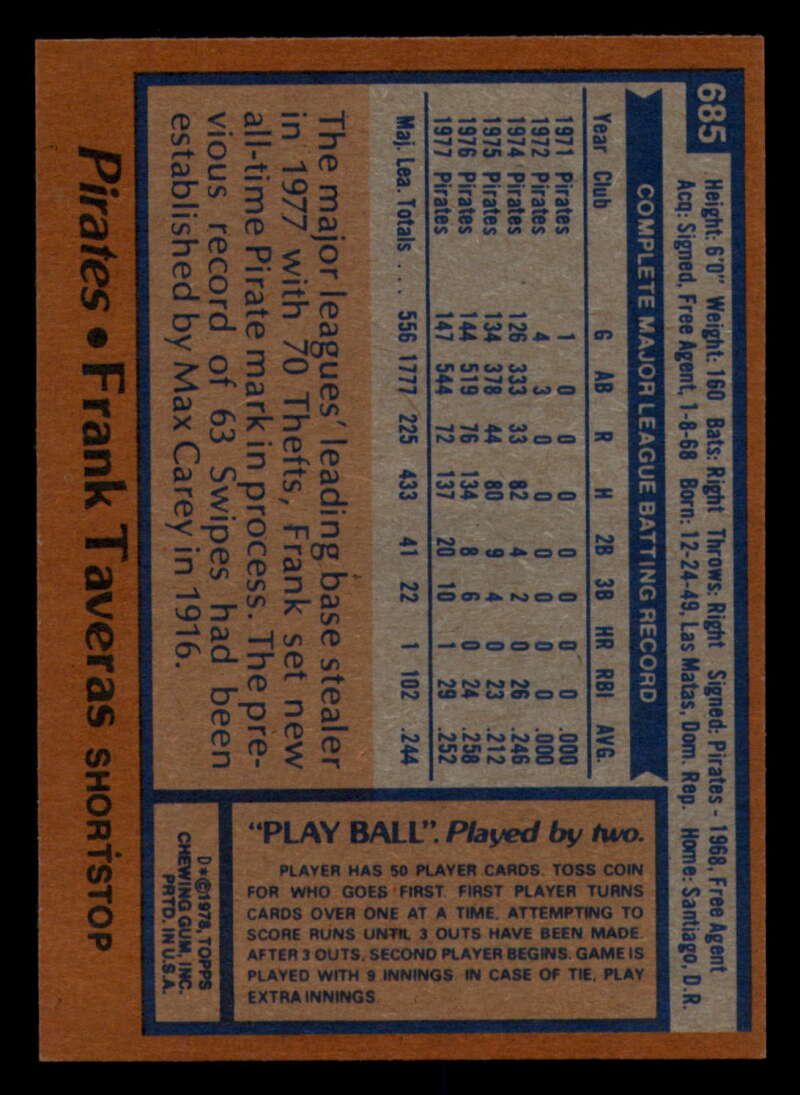 685
Height: 6'0" Weight: 160 Bats: Right Throws: Right Signed: Pirates - 1968, Free Agent
Acq: Signed, Free Agent, 1-8-68 Born: 12-24-49, Las Matas, Dom. Rep. Home: Santiago, D.R.
COMPLETE MAJOR LEAGUE BATTING RECORD
Year Club G AB R H 2B 3B HR RBI AVG.
1971 Pirates 1 0 0 0 0 0 0 0 .000
1972 Pirates 4 3 0 0 0 0 0 0 .000
1974 Pirates 126 333 33 82 4 2 0 26 .246
1975 Pirates 134 378 44 80 9 4 0 23 .212
1976 Pirates 144 519 76 134 8 6 0 24 .258
1977 Pirates 147 544 72 137 20 10 1 29 .252
Maj. Lea. Totals .... 556 1777 225 433 41 22 1 102 .244
The major leagues' leading base stealer
in 1977 with 70 Thefts, Frank set new
all-time Pirate mark in process. The pre-
vious record of 63 Swipes had been
established by Max Carey in 1916.
"PLAY BALL". Played by two.
PLAYER HAS 50 PLAYER CARDS. TOSS COIN
FOR WHO GOES FIRST. FIRST PLAYER TURNS
CARDS OVER ONE AT A TIME, ATTEMPTING TO
SCORE RUNS UNTIL 3 OUTS HAVE BEEN MADE.
AFTER 3 OUTS, SECOND PLAYER BEGINS. GAME IS
PLAYED WITH 9 INNINGS. IN CASE OF TIE, PLAY
EXTRA INNINGS.
D*©1978, TOPPS
CHEWING GUM, INC.
PRTD. IN U.S.A.
Pirates • Frank Taveras SHORTSTOP